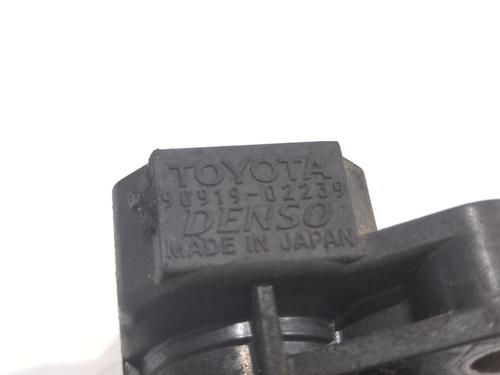 TOYOTA
90919-02239
DENSO
MADE IN JAPAN